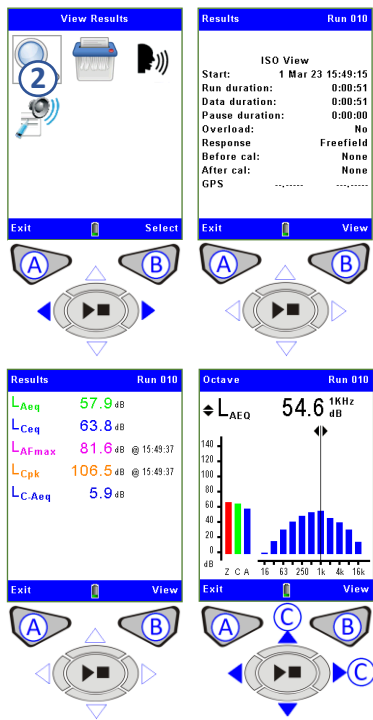 View Results
2
Exit Select
A B
Results Run 010
ISO View
Start: 1 Mar 23 15:49:15
Run duration: 0:00:51
Data duration: 0:00:51
Pause duration: 0:00:00
Overload: No
Response Freefield
Before cal: None
After cal: None
GPS --.----- ---.-----
Exit View
A B
Results Run 010
LAeq 57.9 dB
LCeq 63.8 dB
LAFmax 81.6 dB @ 15:49:37
LCpk 106.5 dB @ 15:49:37
LC-Aeq 5.9 dB
Exit View
A B
Octave Run 010
LAEQ 54.6 1KHz dB
140
120
100
80
60
40
20
0
dB
Z C A 16 63 250 1k 4k 16k
Exit View
A C B
C